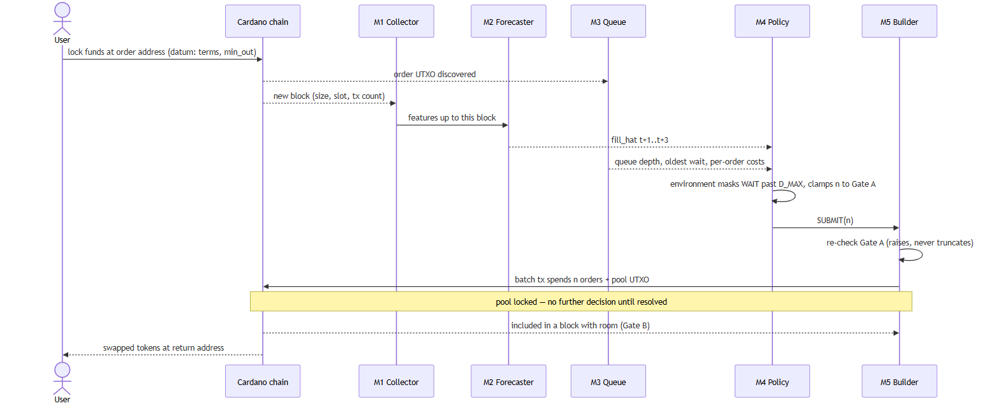 User
Cardano chain
M1 Collector
M2 Forecaster
M3 Queue
M4 Policy
M5 Builder
lock funds at order address (datum: terms, min_out)
order UTXO discovered
new block (size, slot, tx count)
features up to this block
fill_hat t+1..t+3
queue depth, oldest wait, per-order costs
environment masks WAIT past D_MAX, clamps n to Gate A
SUBMIT(n)
re-check Gate A (raises, never truncates)
batch tx spends n orders + pool UTXO
pool locked — no further decision until resolved
included in a block with room (Gate B)
swapped tokens at return address
User
Cardano chain
M1 Collector
M2 Forecaster
M3 Queue
M4 Policy
M5 Builder